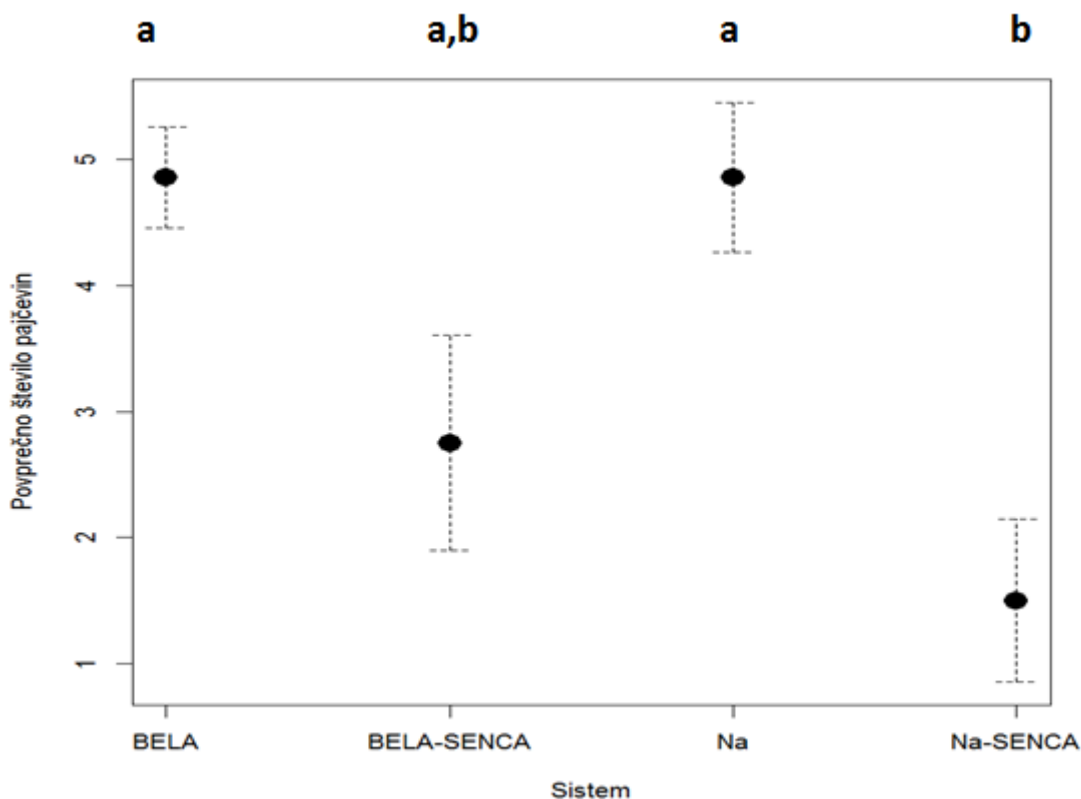 a a,b a b
Povprečno število pajčevin
5
4
3
2
1
BELA BELA-SENCA Na Na-SENCA
Sistem